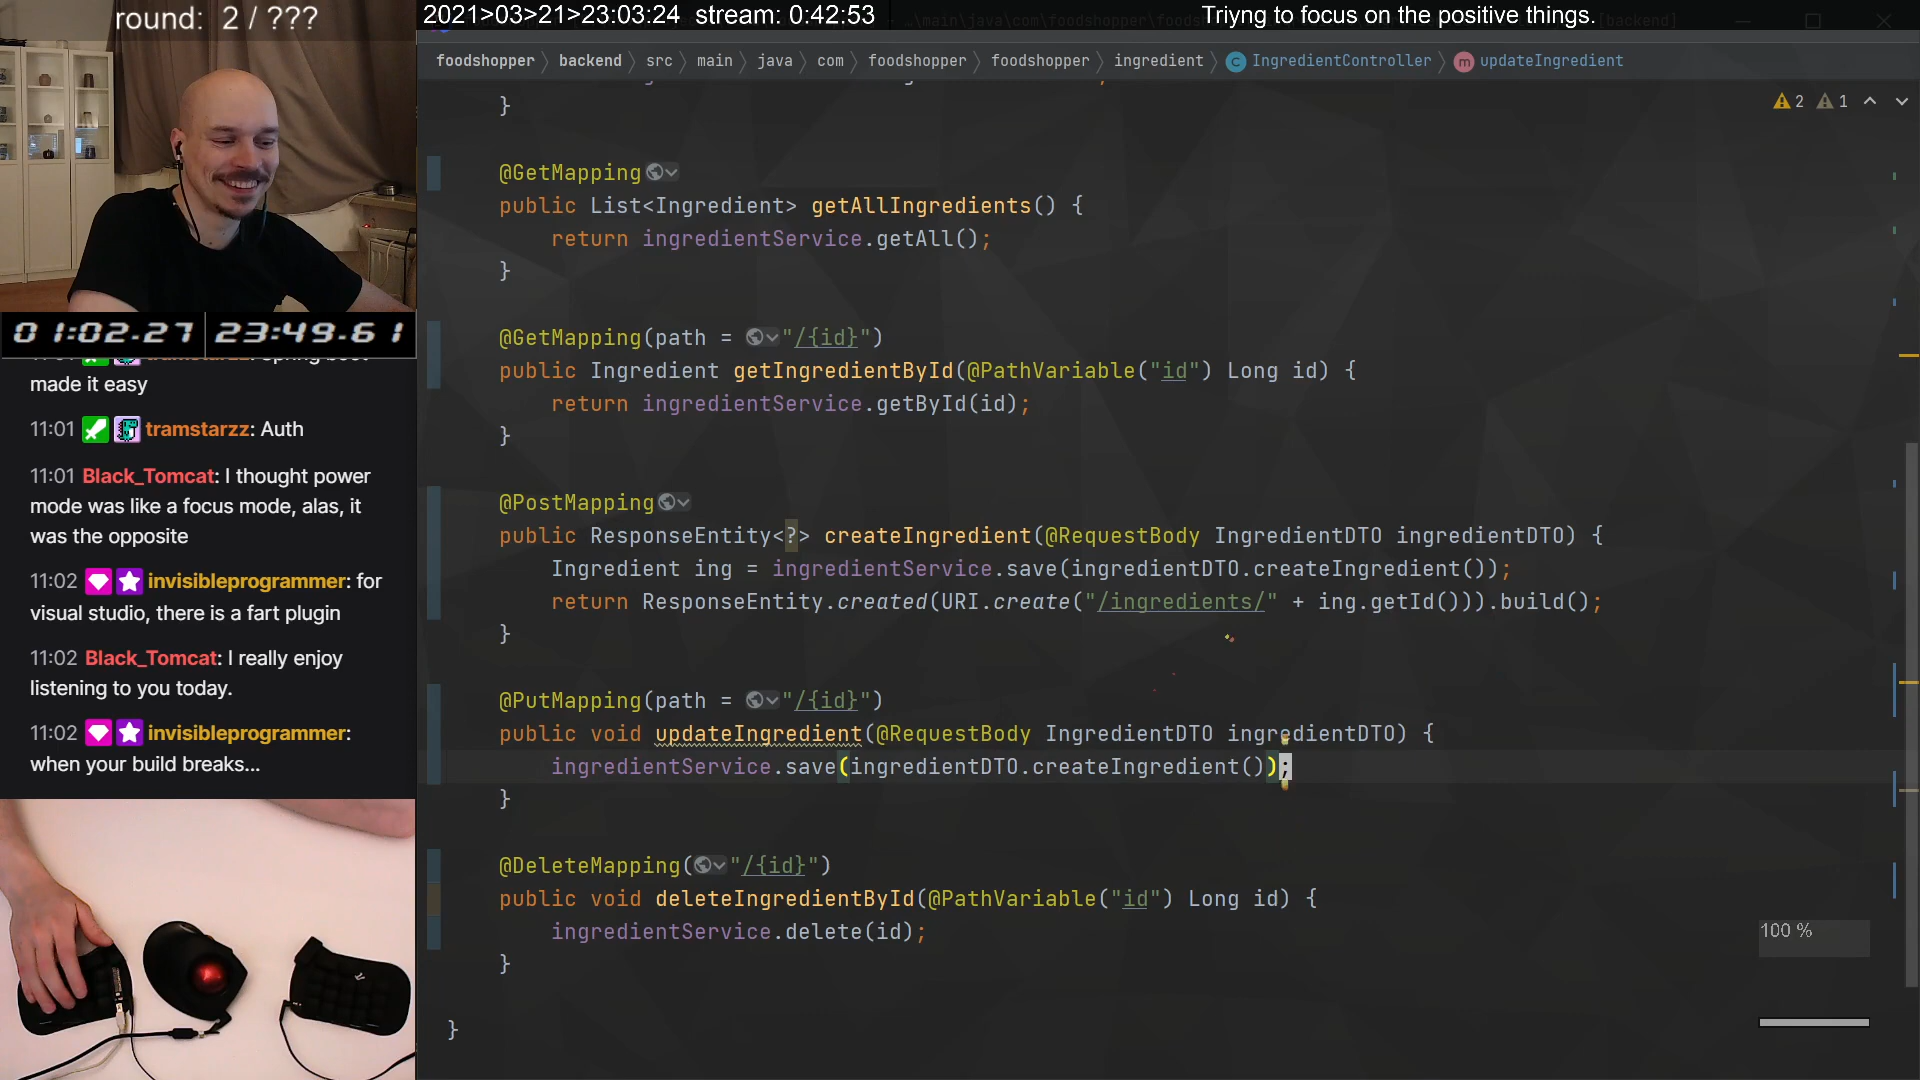 round: 2 / ???
2021>03>21>23:03:24 stream: 0:42:53
Triyng to focus on the positive things.
foodshopper backend src main java com foodshopper foodshopper ingredient IngredientController updateIngredient
2 1
}
@GetMapping
public List<Ingredient> getAllIngredients() {
return ingredientService.getAll();
}
@GetMapping(path = "/{id}")
public Ingredient getIngredientById(@PathVariable("id") Long id) {
return ingredientService.getById(id);
}
@PostMapping
public ResponseEntity<?> createIngredient(@RequestBody IngredientDTO ingredientDTO) {
Ingredient ing = ingredientService.save(ingredientDTO.createIngredient());
return ResponseEntity.created(URI.create("/ingredients/" + ing.getId())).build();
}
@PutMapping(path = "/{id}")
public void updateIngredient(@RequestBody IngredientDTO ingredientDTO) {
ingredientService.save(ingredientDTO.createIngredient());
}
@DeleteMapping("/{id}")
public void deleteIngredientById(@PathVariable("id") Long id) {
ingredientService.delete(id);
}
}
100 %
01:02.27 23:49.61
made it easy
11:01 tramstarzz: Auth
11:01 Black_Tomcat: I thought power
mode was like a focus mode, alas, it
was the opposite
11:02 invisibleprogrammer: for
visual studio, there is a fart plugin
11:02 Black_Tomcat: I really enjoy
listening to you today.
11:02 invisibleprogrammer:
when your build breaks...